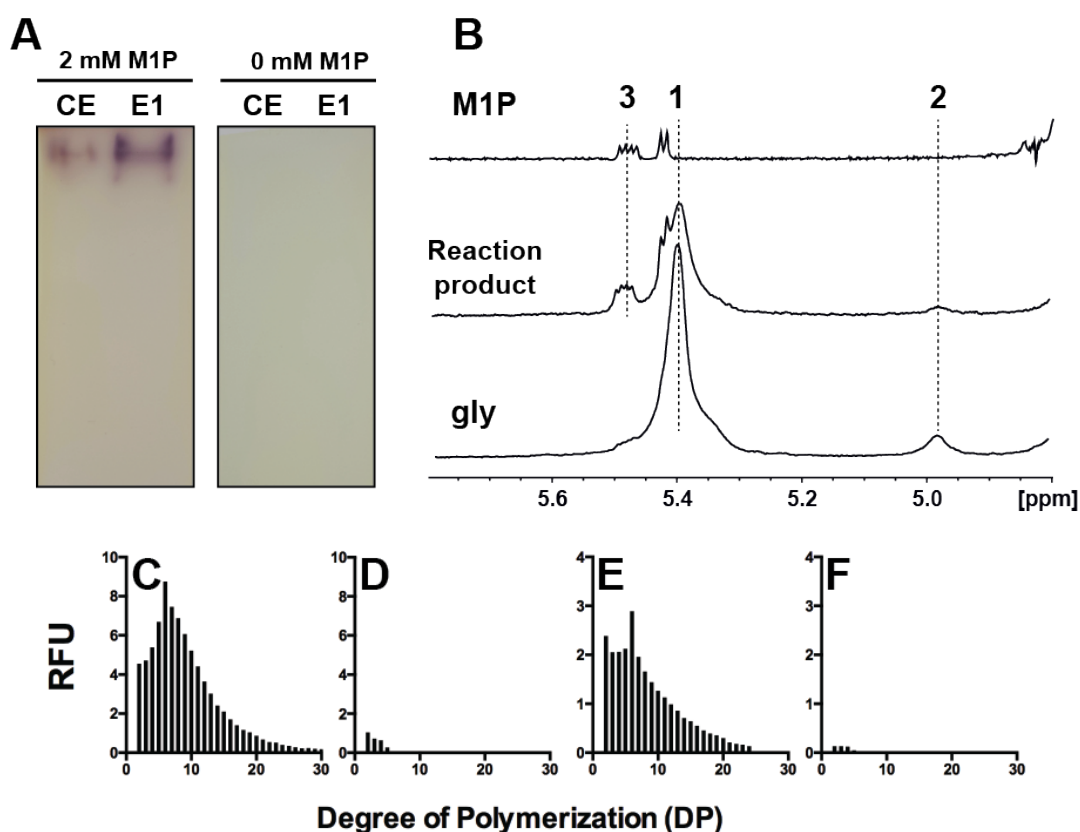 A
2 mM M1P
0 mM M1P
CE E1
CE E1
B
M1P
3 1 2
Reaction
product
gly
5.6 5.4 5.2 5.0 [ppm]
C
D
E
F
RFU
10
8
6
4
2
0
0 10 20 30
10
8
6
4
2
0
0 10 20 30
4
3
2
1
0
0 10 20 30
4
3
2
1
0
0 10 20 30
Degree of Polymerization (DP)